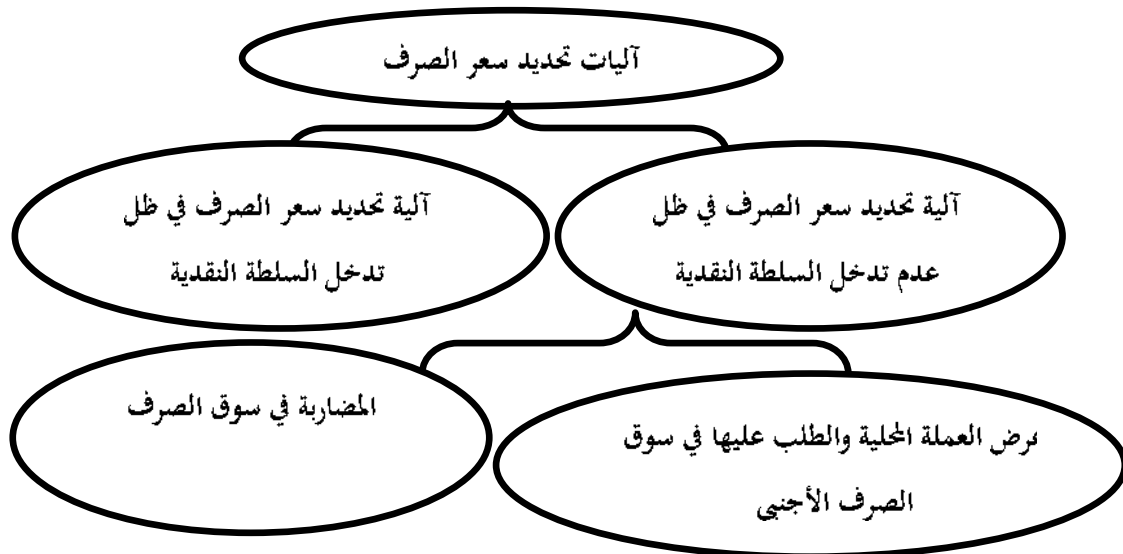 آليات تحديد سعر الصرف
آلية تحديد سعر الصرف في ظل
عدم تدخل السلطة النقدية
آلية تحديد سعر الصرف في ظل
تدخل السلطة النقدية
عرض العملة المحلية والطلب عليها في سوق
الصرف الأجنبي
المضاربة في سوق الصرف